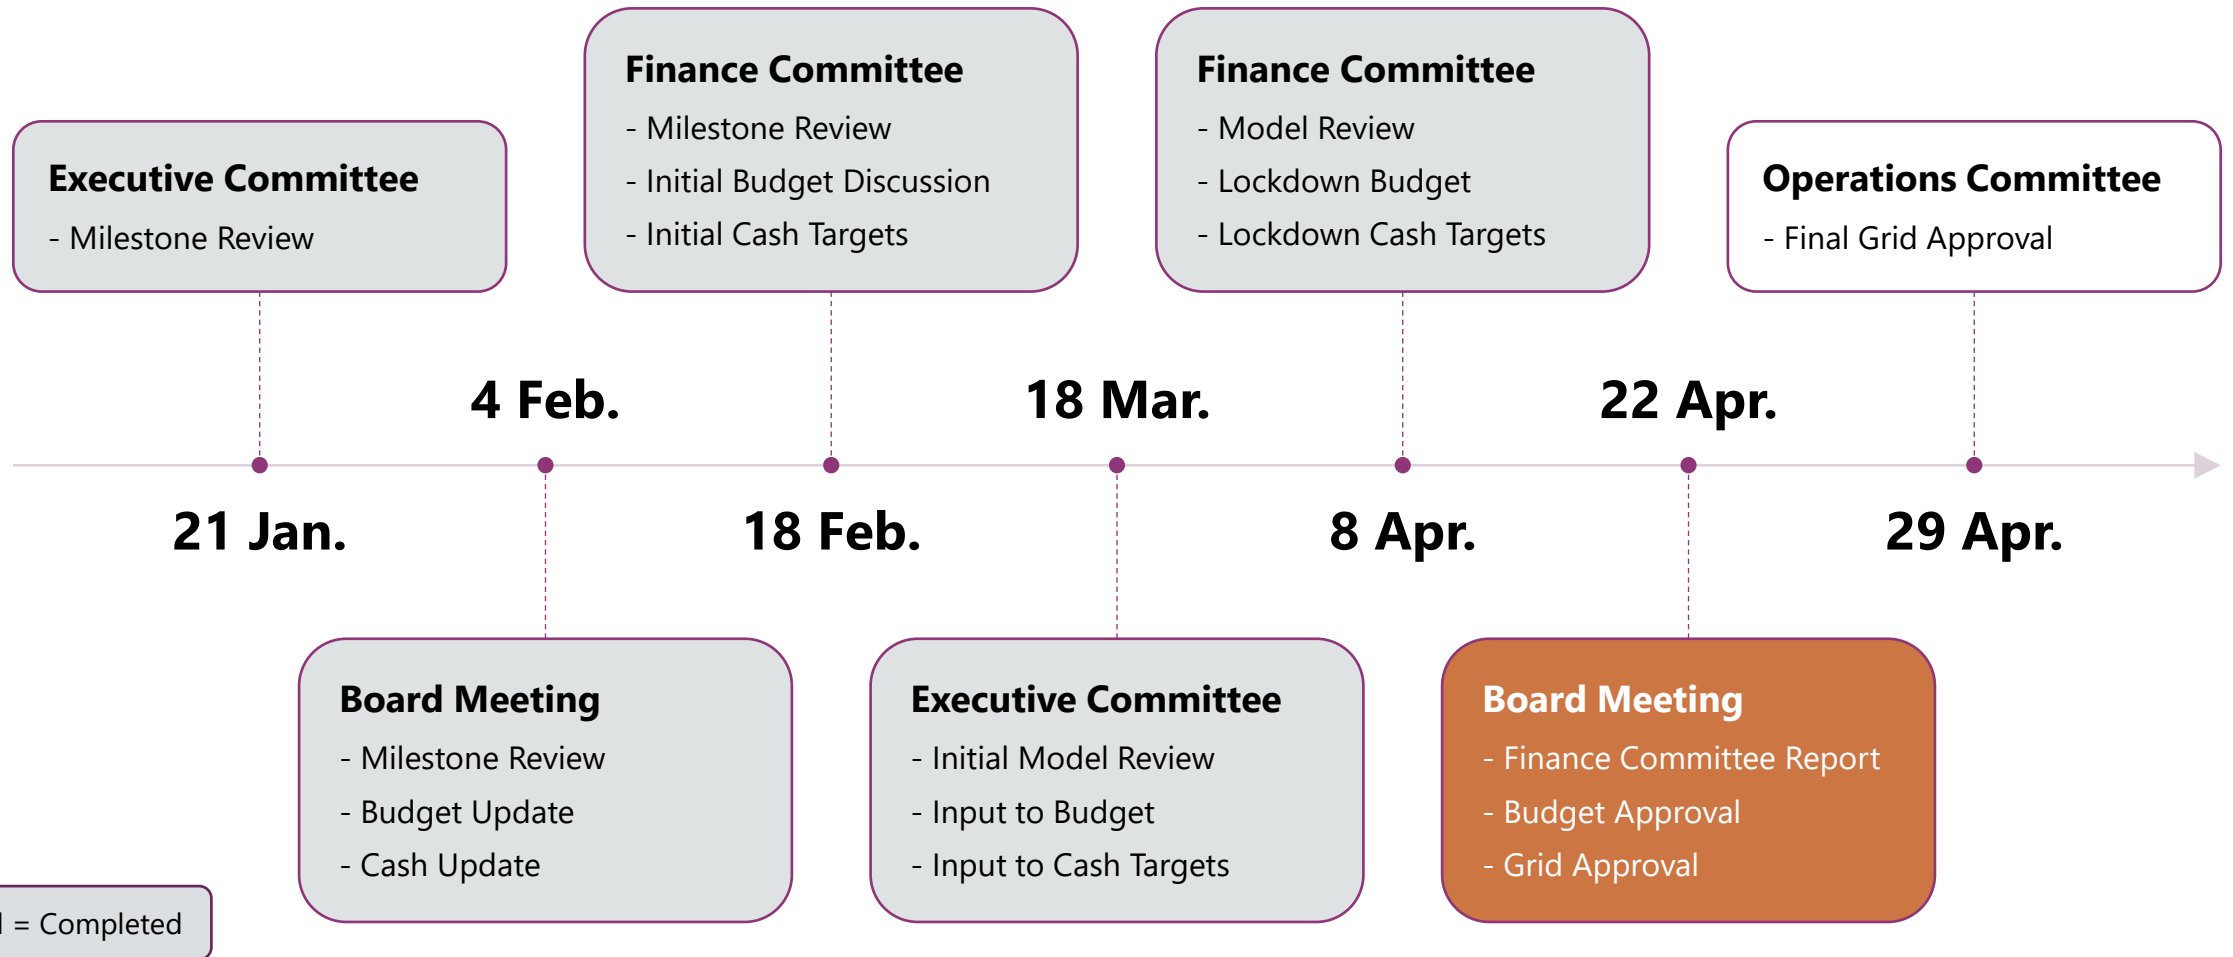 Executive Committee
- Milestone Review
Finance Committee
- Milestone Review
- Initial Budget Discussion
- Initial Cash Targets
Finance Committee
- Model Review
- Lockdown Budget
- Lockdown Cash Targets
Operations Committee
- Final Grid Approval
4 Feb.
18 Mar.
22 Apr.
21 Jan.
18 Feb.
8 Apr.
29 Apr.
Board Meeting
- Milestone Review
- Budget Update
- Cash Update
Executive Committee
- Initial Model Review
- Input to Budget
- Input to Cash Targets
Board Meeting
- Finance Committee Report
- Budget Approval
- Grid Approval
= Completed